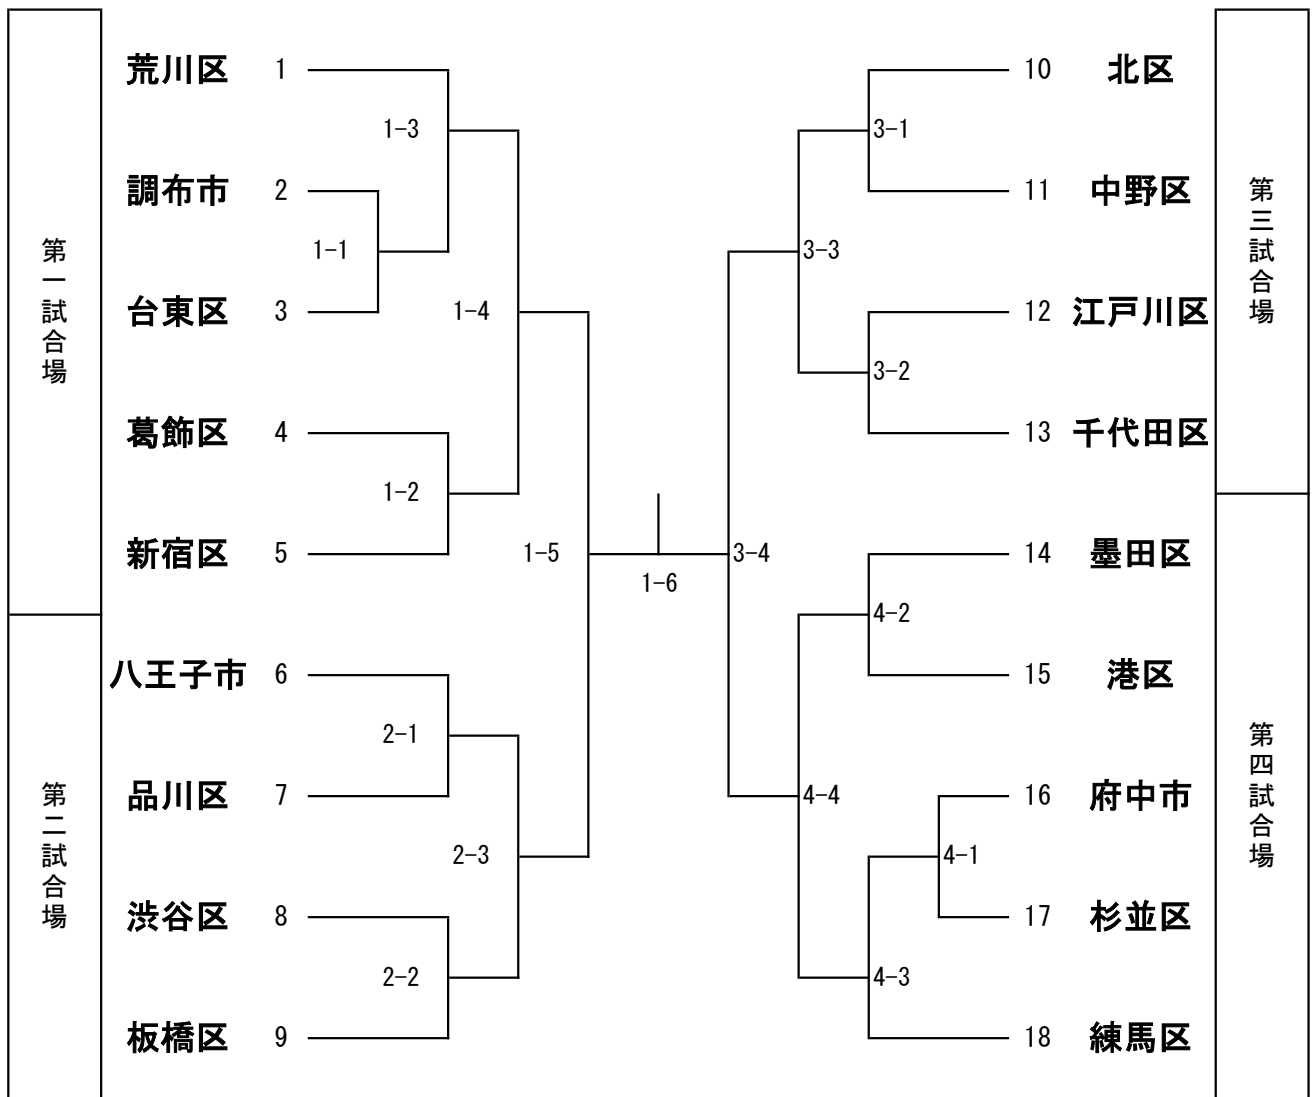 第一試合場
荒川区 1
調布市 2
台東区 3
葛飾区 4
新宿区 5
1-1
1-2
1-3
1-4
1-5
第二試合場
八王子市 6
品川区 7
渋谷区 8
板橋区 9
2-1
2-2
2-3
1-6
第三試合場
10 北区
11 中野区
12 江戸川区
13 千代田区
3-1
3-2
3-3
3-4
第四試合場
14 墨田区
15 港区
16 府中市
17 杉並区
18 練馬区
4-1
4-2
4-3
4-4